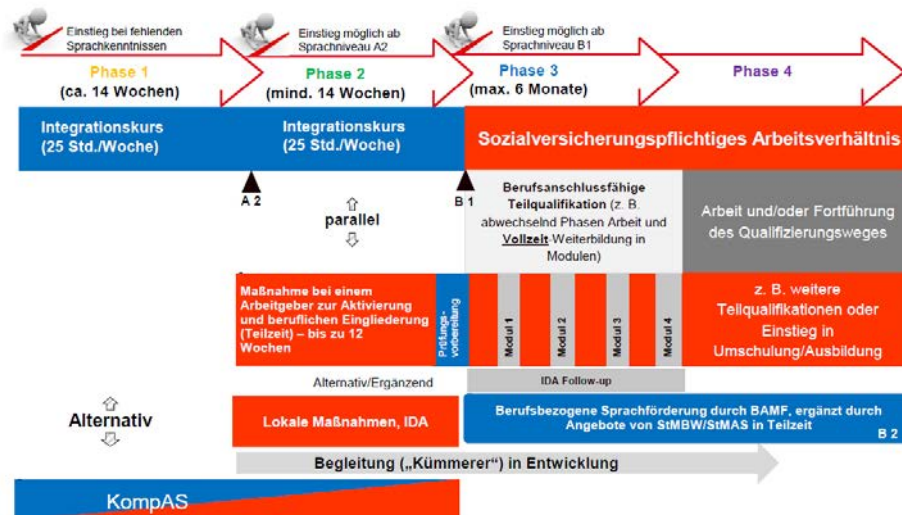 Einstieg bei fehlenden
Sprachkenntnissen
Einstieg möglich ab
Sprachniveau A2
Einstieg möglich ab
Sprachniveau B1
Phase 1
(ca. 14 Wochen)
Phase 2
(mind. 14 Wochen)
Phase 3
(max. 6 Monate)
Phase 4
Integrationskurs
(25 Std./Woche)
Integrationskurs
(25 Std./Woche)
Sozialversicherungspflichtiges Arbeitsverhältnis
A 2
B 1
parallel
Berufsanschlussfähige
Teilqualifikation (z. B.
abwechselnd Phasen Arbeit und
Vollzeit-Weiterbildung in
Modulen)
Arbeit und/oder Fortführung
des Qualifizierungsweges
Maßnahme bei einem
Arbeitgeber zur Aktivierung
und beruflichen Eingliederung
(Teilzeit) – bis zu 12
Wochen
Prüfungs-
vorbereitung
Modul 1
Modul 2
Modul 3
Modul 4
z. B. weitere
Teilqualifikationen oder
Einstieg in
Umschulung/Ausbildung
Alternativ/Ergänzend
IDA Follow-up
Alternativ
Lokale Maßnahmen, IDA
Berufsbezogene Sprachförderung durch BAMF, ergänzt durch
Angebote von StMBW/StMAS in Teilzeit
B 2
Begleitung („Kümmerer“) in Entwicklung
KompAS